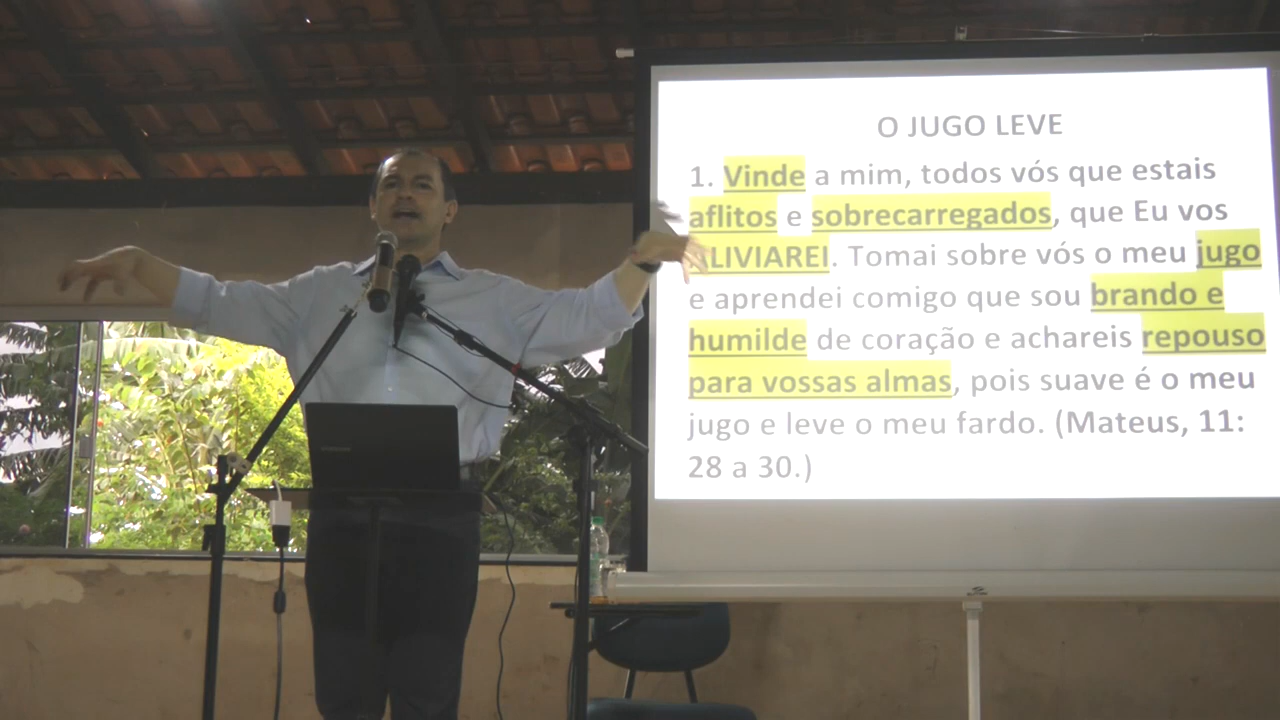 O JUGO LEVE
1. Vinde a mim, todos vós que estais
aflitos e sobrecarregados, que Eu vos
ALIVIAREI. Tomai sobre vós o meu jugo
e aprendei comigo que sou brando e
humilde de coração e achareis repouso
para vossas almas, pois suave é o meu
jugo e leve o meu fardo. (Mateus, 11:
28 a 30.)